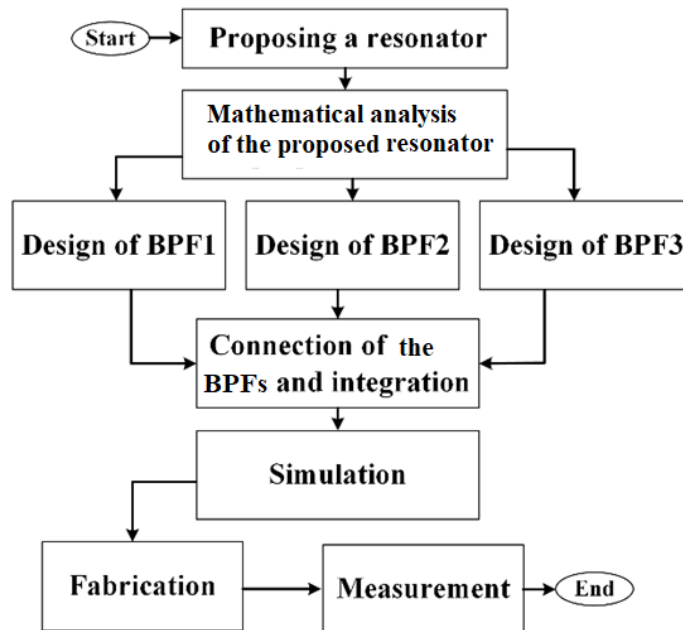 Start
Proposing a resonator
Mathematical analysis
of the proposed resonator
Design of BPF1
Design of BPF2
Design of BPF3
Connection of the
BPFs and integration
Simulation
Fabrication
Measurement
End